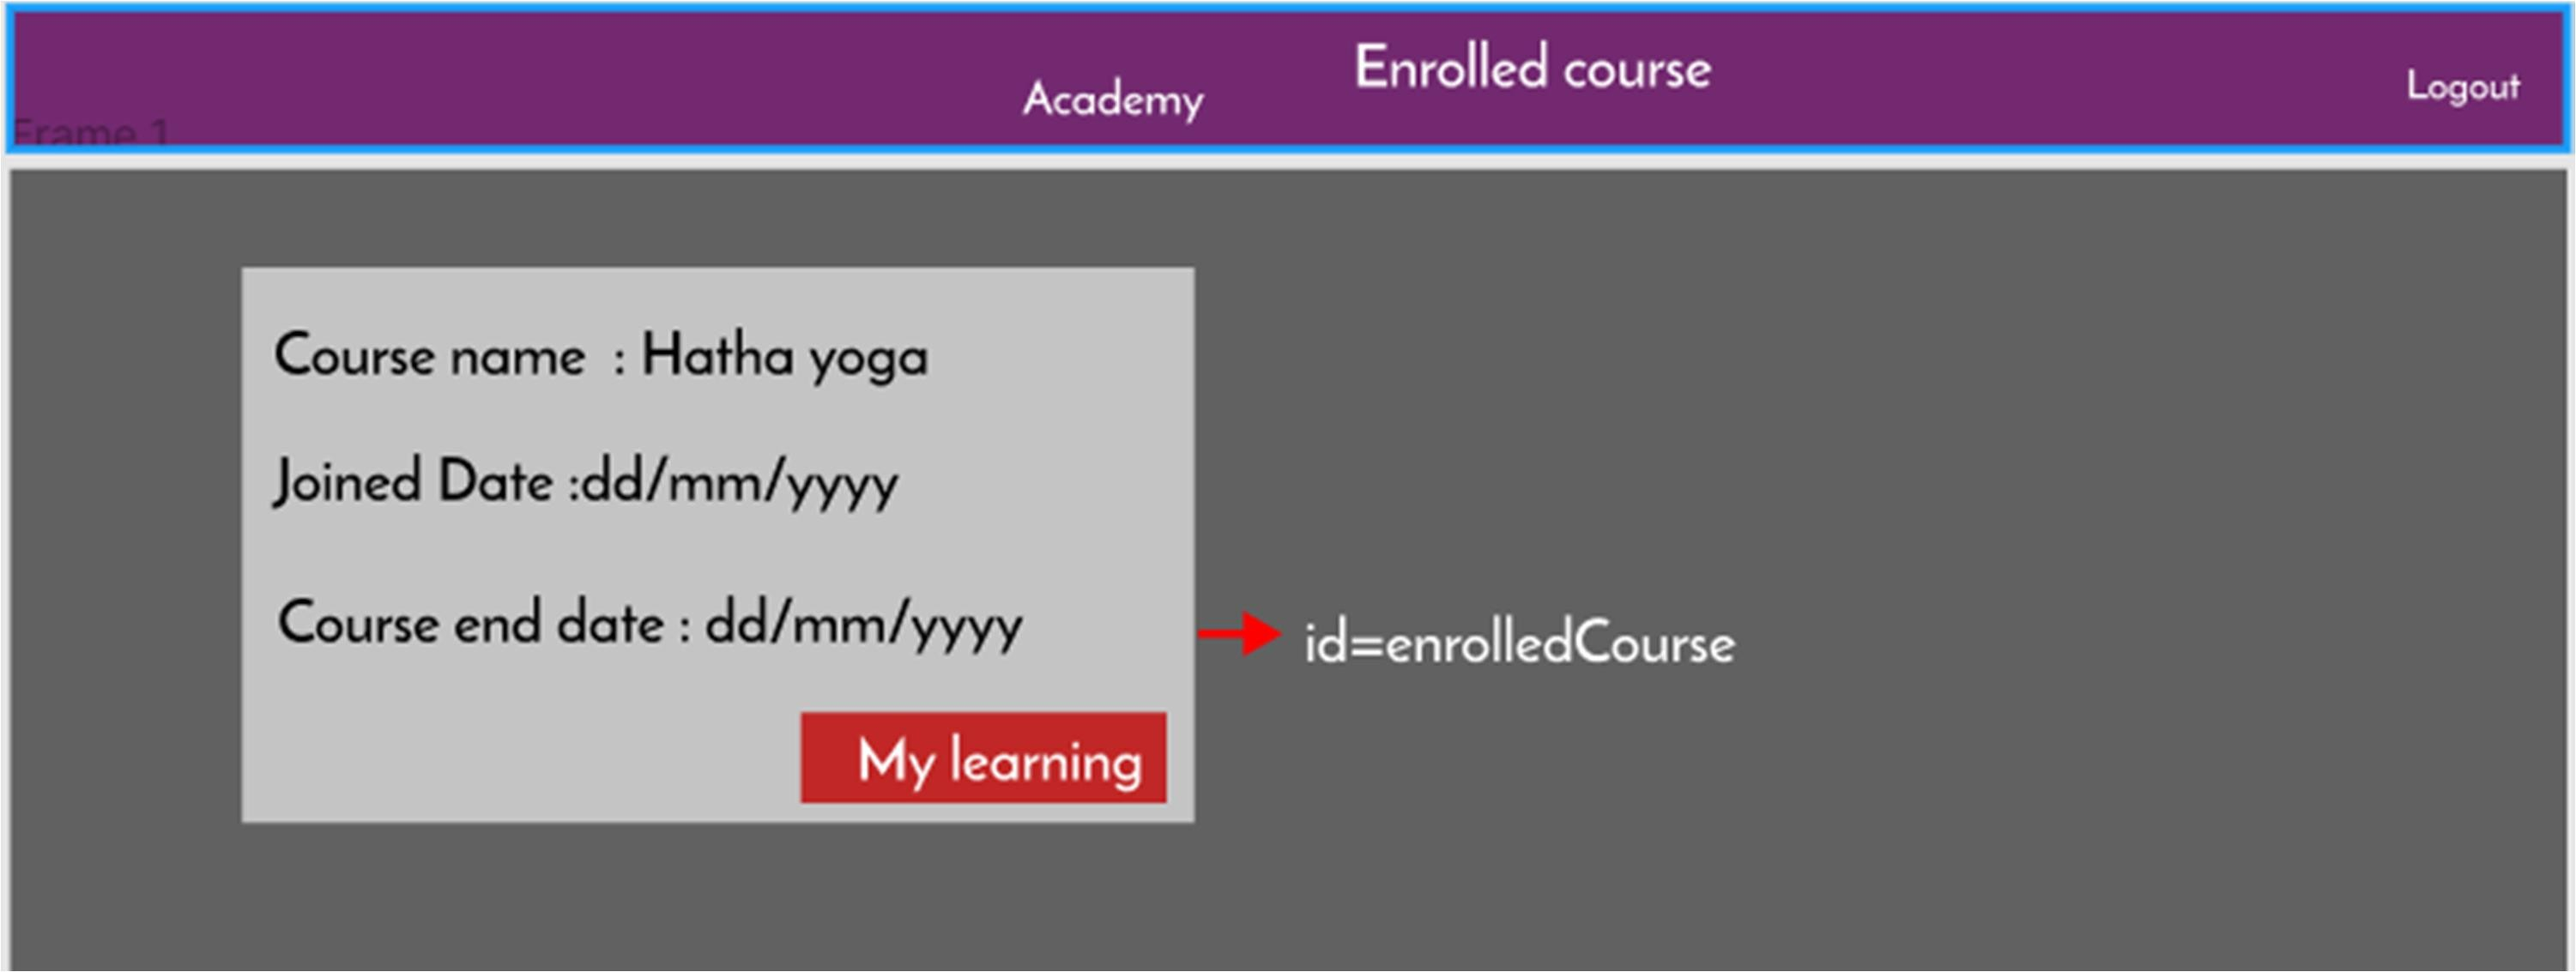 Enrolled course
Academy
Logout
Frame 1
Course name : Hatha yoga
Joined Date :dd/mm/yyyy
Course end date : dd/mm/yyyy
id=enrolledCourse
My learning